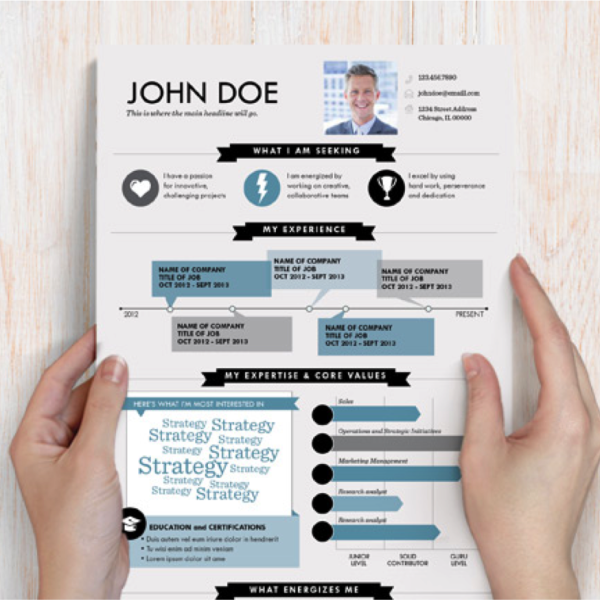 JOHN DOE
This is where the main headline will go.
123.456.7890
johndoe@email.com
1234 Street Address
Chicago, IL 00000
WHAT I AM SEEKING
I have a passion
for innovative,
challenging projects
I am energized by
working on creative,
collaborative teams
I excel by using
hard work, perseverance
and dedication
MY EXPERIENCE
NAME OF COMPANY
TITLE OF JOB
OCT 2012 - SEPT 2013
NAME OF COMPANY
TITLE OF JOB
OCT 2012 - SEPT 2013
NAME OF COMPANY
TITLE OF JOB
OCT 2012 - SEPT 2013
2012
PRESENT
NAME OF COMPANY
TITLE OF JOB
OCT 2012 - SEPT 2013
NAME OF COMPANY
TITLE OF JOB
OCT 2012 - SEPT 2013
MY EXPERTISE & CORE VALUES
HERE'S WHAT I'M MOST INTERESTED IN
Strategy Strategy
Strategy Strategy
Strategy Strategy
Strategy Strategy
Strategy Strategy
Strategy Strategy
EDUCATION and CERTIFICATIONS
• Duis autem vel eum iriure dolor in hendrerit
• Tu wisi enim ad minim veniam
• Lorem ipsum dolor sit ame
Sales
Operations and Strategic Initiatives
Marketing Management
Research analyst
Research analyst
JUNIOR
LEVEL
SOLID
CONTRIBUTOR
GURU
LEVEL
WHAT ENERGIZES ME